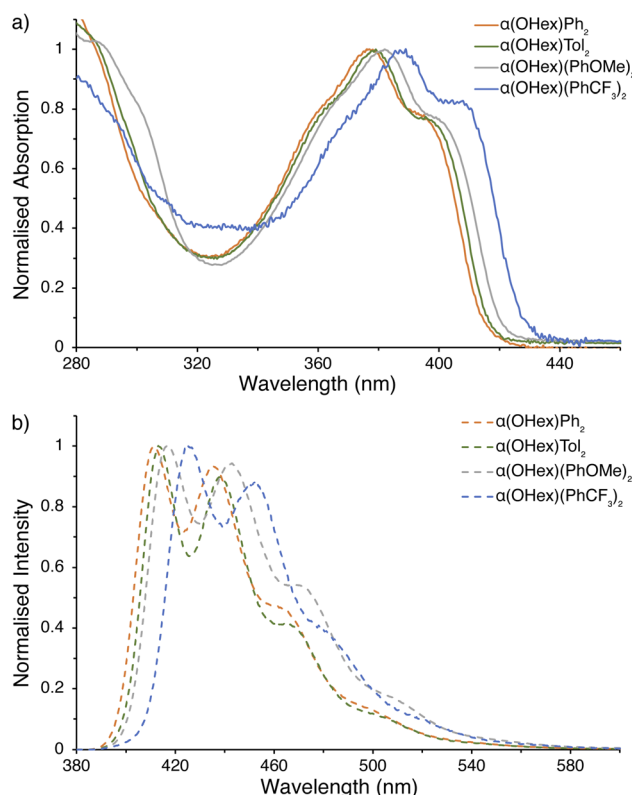 a)
α(OHex)Ph₂
α(OHex)Tol₂
α(OHex)(PhOMe)₂
α(OHex)(PhCF₃)₂
1
0.8
0.6
0.4
0.2
0
Normalised Absorption
280 320 360 400 440
Wavelength (nm)
b)
α(OHex)Ph₂
α(OHex)Tol₂
α(OHex)(PhOMe)₂
α(OHex)(PhCF₃)₂
1
0.8
0.6
0.4
0.2
0
Normalised Intensity
380 420 460 500 540 580
Wavelength (nm)